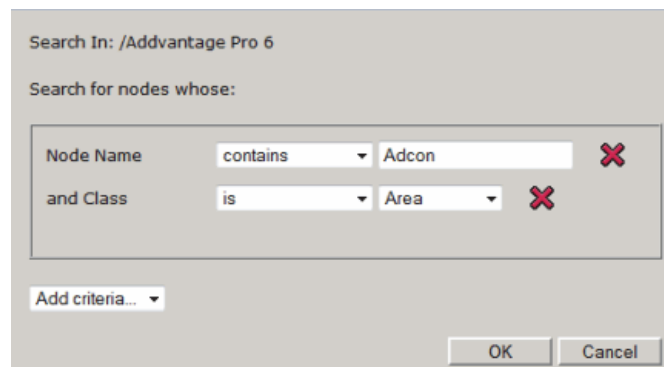 Search In: /Addvantage Pro 6
Search for nodes whose:
Node Name contains Adcon
and Class is Area
Add criteria...
OK Cancel